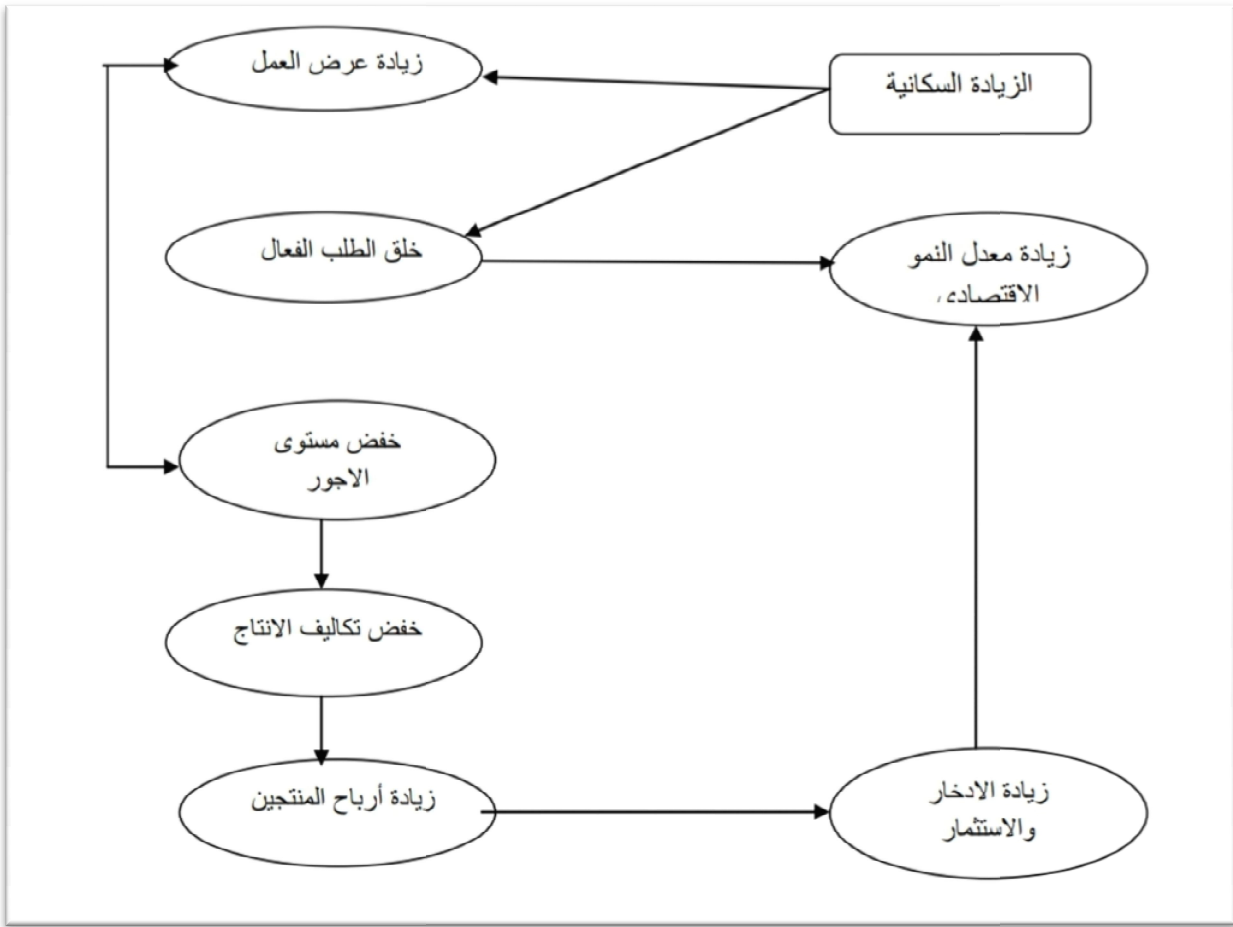 الزيادة السكانية
زيادة عرض العمل
خلق الطلب الفعال
زيادة معدل النمو
الاقتصادي
خفض مستوى
الاجور
خفض تكاليف الانتاج
زيادة أرباح المنتجين
زيادة الادخار
والاستثمار